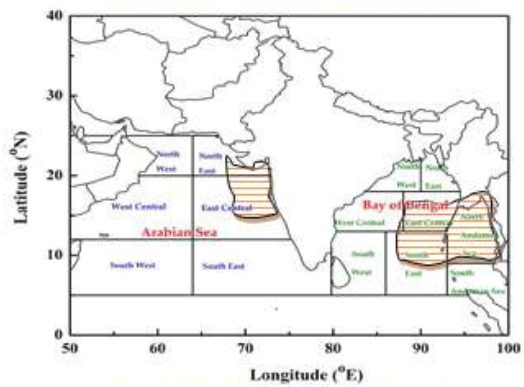 40
30
20
10
0
Latitude (°N)
North
West
North
East
West Central
East Central
Arabian Sea
South West
South East
North
West
North
East
Bay of Bengal
West Central
East Central
North
Andaman
Sea
South
West
South
East
South
Andaman Sea
50 60 70 80 90 100
Longitude (°E)